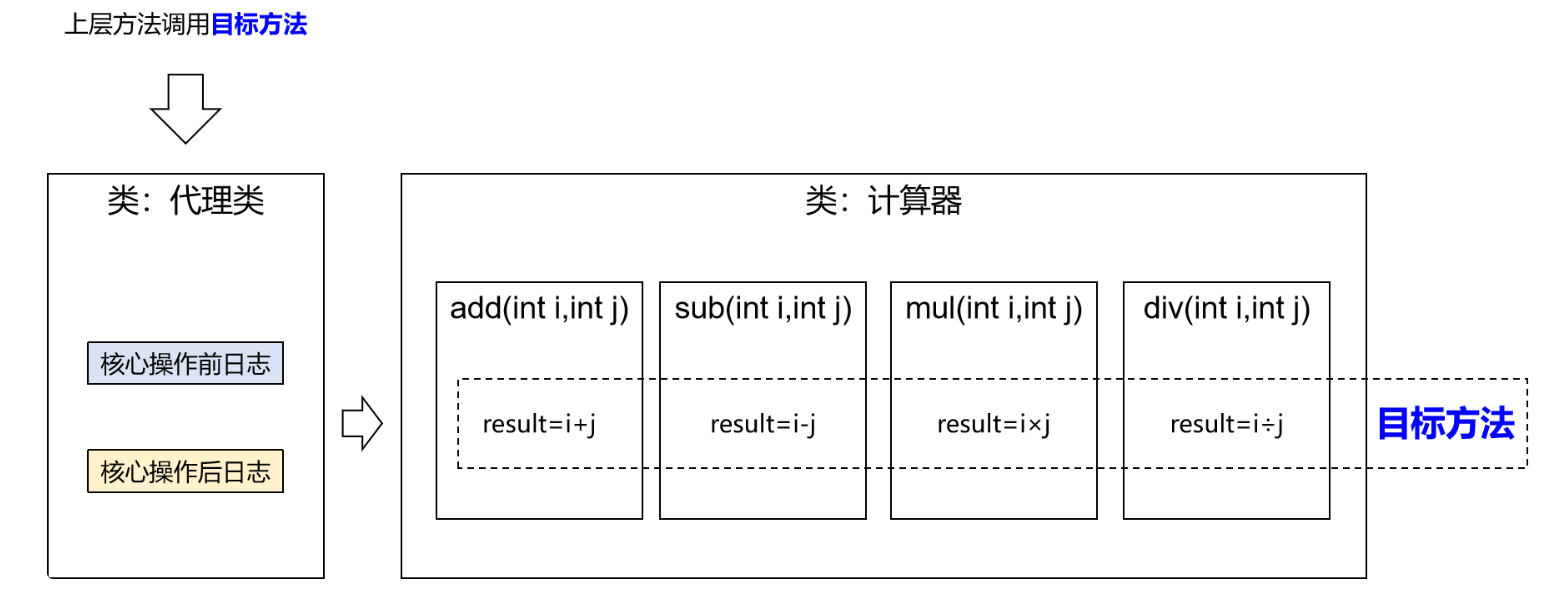 上层方法调用目标方法
类：代理类
核心操作前日志
核心操作后日志
类：计算器
add(int i,int j)
sub(int i,int j)
mul(int i,int j)
div(int i,int j)
result=i+j
result=i-j
result=i×j
result=i÷j
目标方法